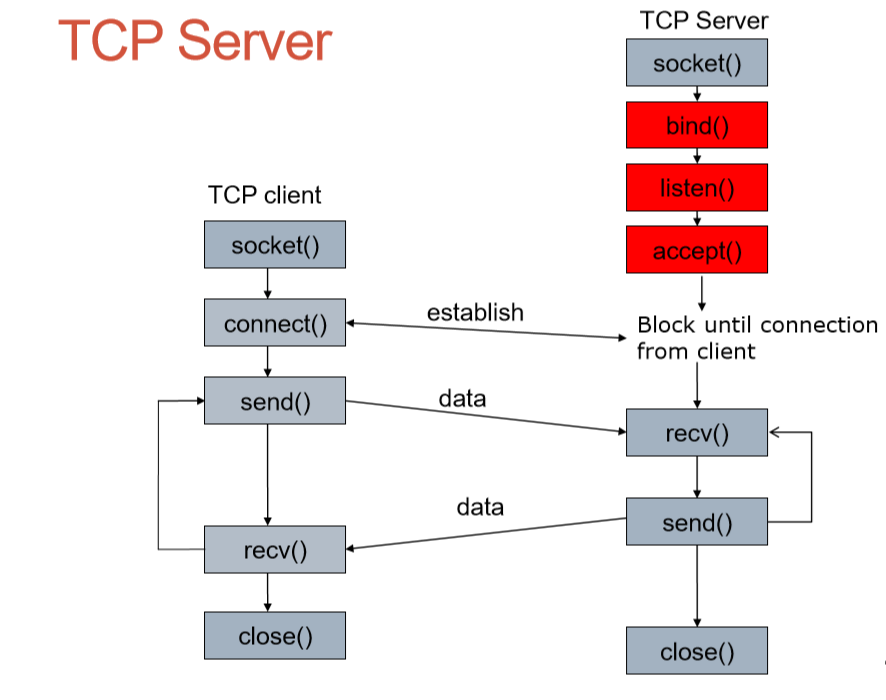 TCP Server
TCP Server
socket()
bind()
listen()
accept()
TCP client
socket()
connect()
establish
Block until connection
from client
send()
data
recv()
data
send()
recv()
close()
close()